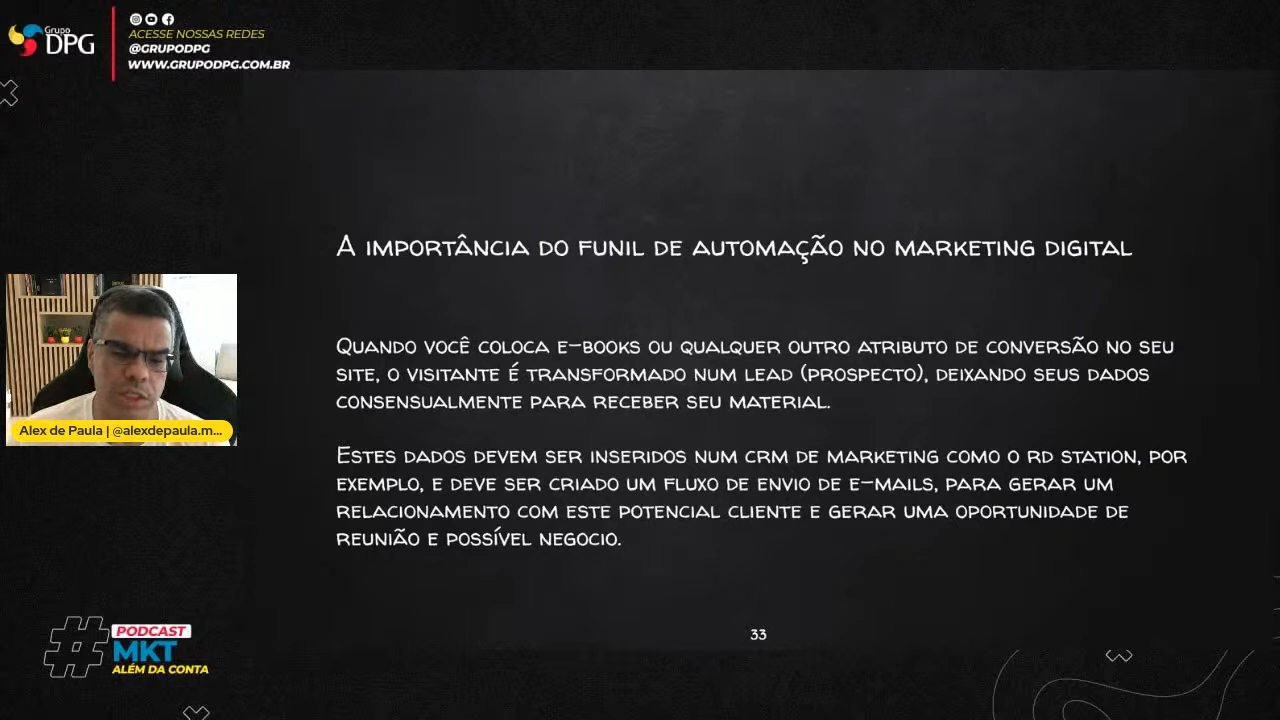 Grupo
DPG
ACESSE NOSSAS REDES
@GRUPODPG
WWW.GRUPODPG.COM.BR
A IMPORTÂNCIA DO FUNIL DE AUTOMAÇÃO NO MARKETING DIGITAL
QUANDO VOCÊ COLOCA E-BOOKS OU QUALQUER OUTRO ATRIBUTO DE CONVERSÃO NO SEU
SITE, O VISITANTE É TRANSFORMADO NUM LEAD (PROSPECTO), DEIXANDO SEUS DADOS
CONSENSUALMENTE PARA RECEBER SEU MATERIAL.
ESTES DADOS DEVEM SER INSERIDOS NUM CRM DE MARKETING COMO O RD STATION, POR
EXEMPLO, E DEVE SER CRIADO UM FLUXO DE ENVIO DE E-MAILS, PARA GERAR UM
RELACIONAMENTO COM ESTE POTENCIAL CLIENTE E GERAR UMA OPORTUNIDADE DE
REUNIÃO E POSSÍVEL NEGOCIO.
33
Alex de Paula | @alexdepaula.m...
#
PODCAST
MKT
ALÉM DA CONTA